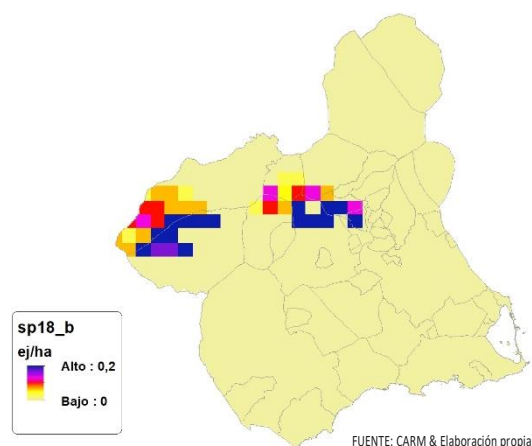 sp18_b
ej/ha
Alto : 0,2
Bajo : 0
FUENTE: CARM & Elaboración propia